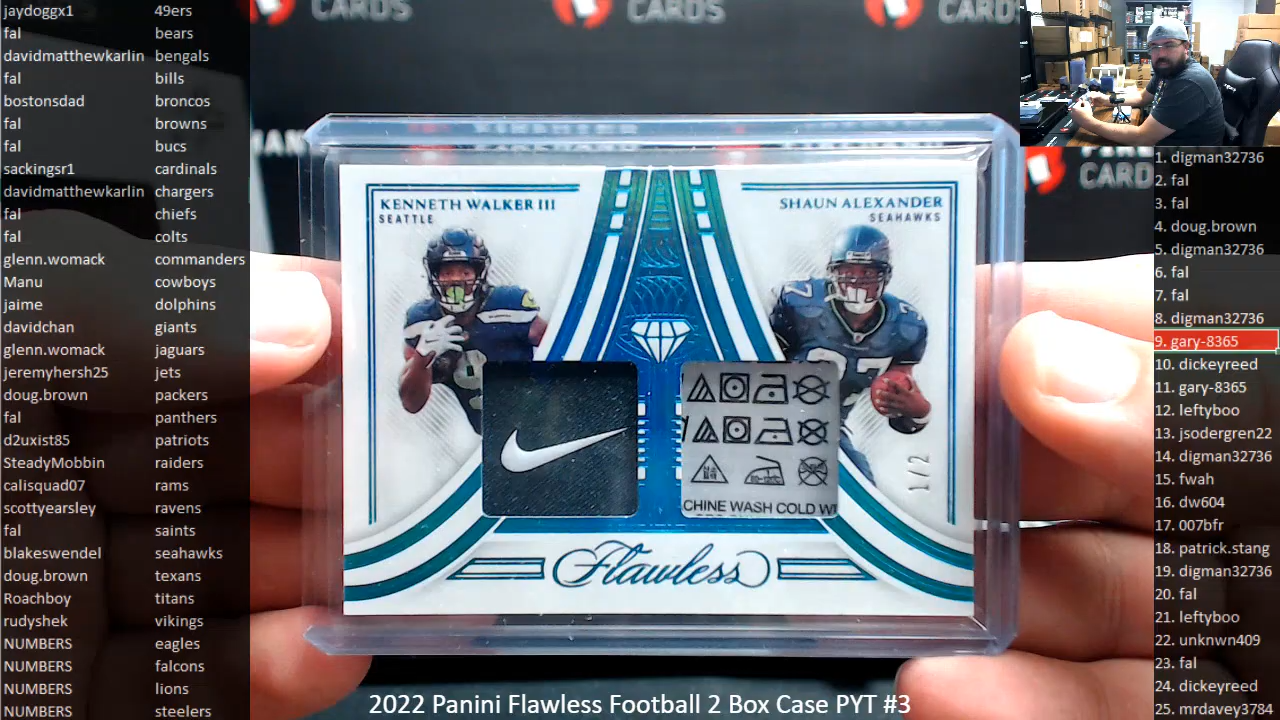 jaydoggx1 49ers
fal bears
davidmatthewkarlin bengals
fal bills
bostonsdad broncos
fal browns
fal bucs
sackingsr1 cardinals
davidmatthewkarlin chargers
fal chiefs
fal colts
glenn.womack commanders
Manu cowboys
jaime dolphins
davidchan giants
glenn.womack jaguars
jeremyhersh25 jets
doug.brown packers
fal panthers
d2uxist85 patriots
SteadyMobbin raiders
calisquad07 rams
scottyearsley ravens
fal saints
blakeswendel seahawks
doug.brown texans
Roachboy titans
rudyshek vikings
NUMBERS eagles
NUMBERS falcons
NUMBERS lions
NUMBERS steelers
CARDS
CARDS
CARD
CARDS
KENNETH WALKER III
SEATTLE
SHAUN ALEXANDER
SEAHAWKS
37
CHINE WASH COLD WI
1/2
Flawless
2022 Panini Flawless Football 2 Box Case PYT #3
1. digman32736
2. fal
3. fal
4. doug.brown
5. digman32736
6. fal
7. fal
8. digman32736
9. gary-8365
10. dickeyreed
11. gary-8365
12. leftyboo
13. jsodergren22
14. digman32736
15. fwah
16. dw604
17. 007bfr
18. patrick.stang
19. digman32736
20. fal
21. leftyboo
22. unknwn409
23. fal
24. dickeyreed
25. mrdavey3784